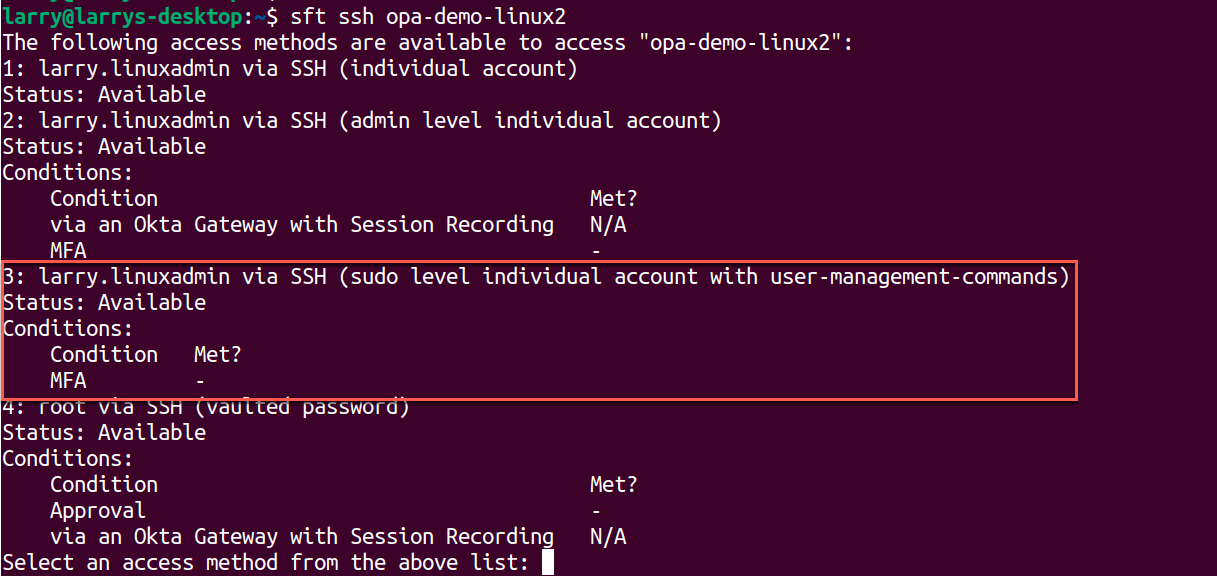 larry@larrys-desktop:~$ sft ssh opa-demo-linux2
The following access methods are available to access "opa-demo-linux2":
1: larry.linuxadmin via SSH (individual account)
Status: Available
2: larry.linuxadmin via SSH (admin level individual account)
Status: Available
Conditions:
    Condition                                    Met?
    via an Okta Gateway with Session Recording   N/A
    MFA                                          -
3: larry.linuxadmin via SSH (sudo level individual account with user-management-commands)
Status: Available
Conditions:
    Condition   Met?
    MFA         -
4: root via SSH (vaulted password)
Status: Available
Conditions:
    Condition                                    Met?
    Approval                                     -
    via an Okta Gateway with Session Recording   N/A
Select an access method from the above list: